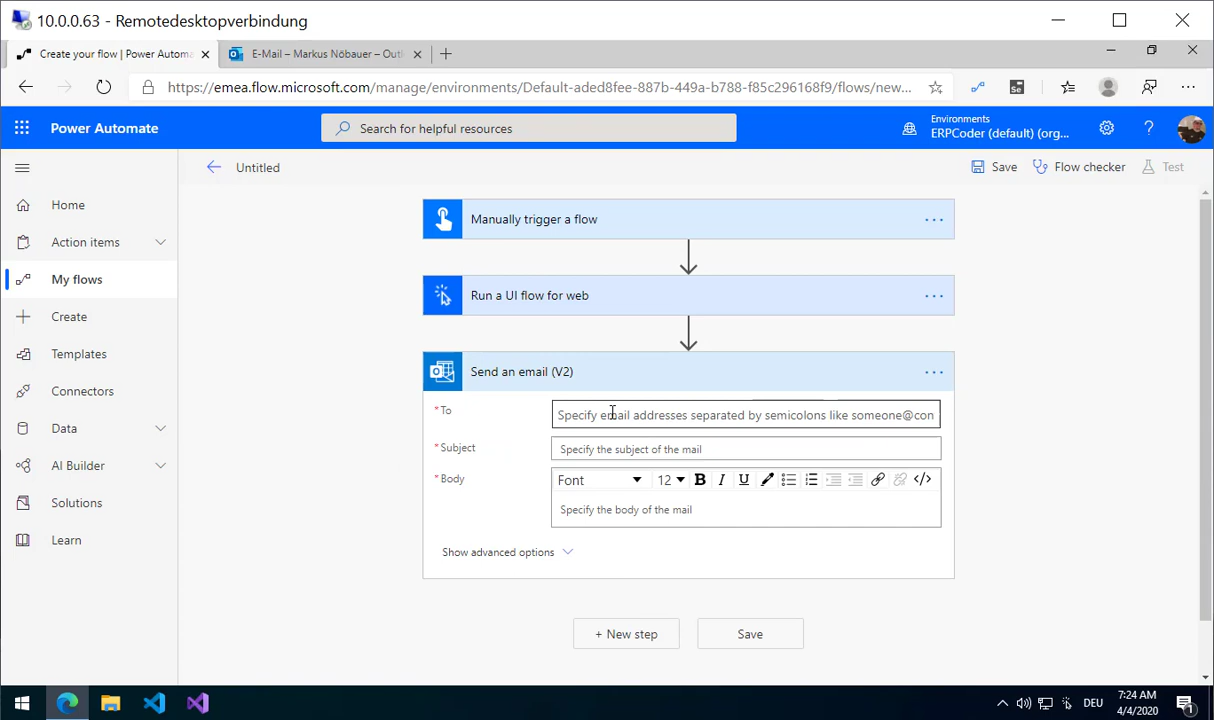 10.0.0.63 - Remotedesktopverbindung
Create your flow | Power Automa
E-Mail – Markus Nöbauer – Outl
https://emea.flow.microsoft.com/manage/environments/Default-aded8fee-887b-449a-b788-f85c296168f9/flows/new...
Power Automate
Search for helpful resources
Environments
ERPCoder (default) (org...
Untitled
Save
Flow checker
Test
Home
Action items
My flows
Create
Templates
Connectors
Data
AI Builder
Solutions
Learn
Manually trigger a flow
Run a UI flow for web
Send an email (V2)
* To
Specify email addresses separated by semicolons like someone@con
* Subject
Specify the subject of the mail
* Body
Font
12
B I U
Specify the body of the mail
Show advanced options
+ New step
Save
DEU
7:24 AM
4/4/2020
1